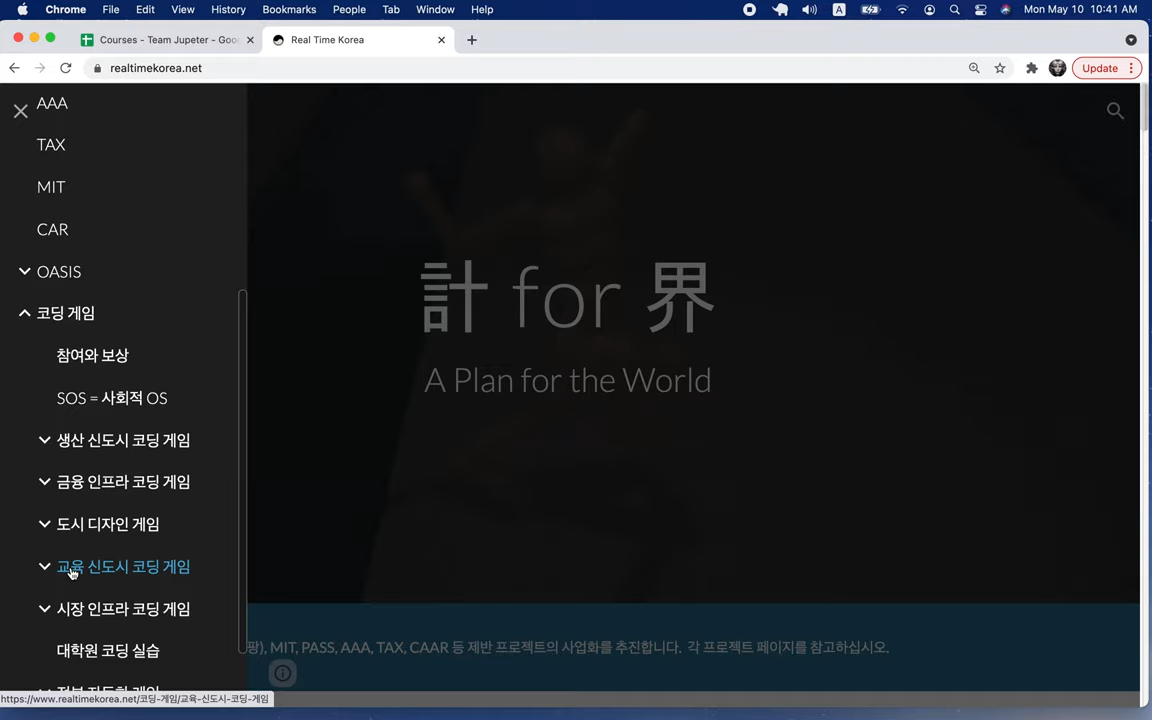 Chrome File Edit View History Bookmarks People Tab Window Help A Mon May 10 10:41 AM
Courses - Team Jupeter - Goo Real Time Korea
realtimekorea.net Update
AAA
TAX
MIT
CAR
OASIS
코딩 게임
참여와 보상
SOS = 사회적 OS
생산 신도시 코딩 게임
금융 인프라 코딩 게임
도시 디자인 게임
교육 신도시 코딩 게임
시장 인프라 코딩 게임
대학원 코딩 실습
計 for 界
A Plan for the World
팡), MIT, PASS, AAA, TAX, CAAR 등 제반 프로젝트의 사업화를 추진합니다. 각 프로젝트 페이지를 참고하십시오.
https://www.realtimekorea.net/코딩-게임/교육-신도시-코딩-게임